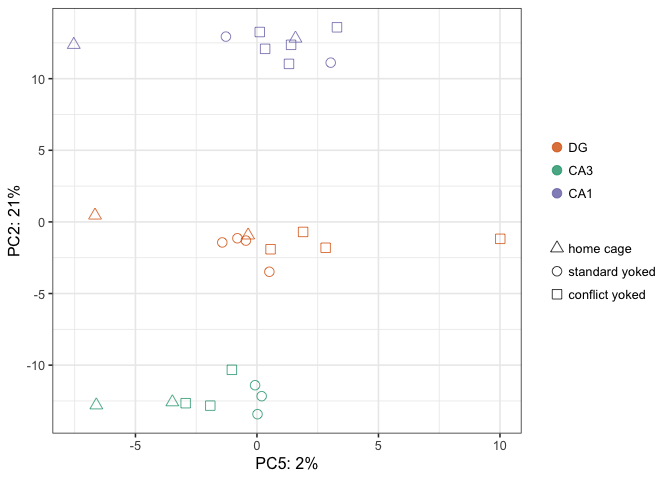 PC2: 21%
10
5
0
-5
-10
-5
0
5
10
PC5: 2%
DG
CA3
CA1
home cage
standard yoked
conflict yoked